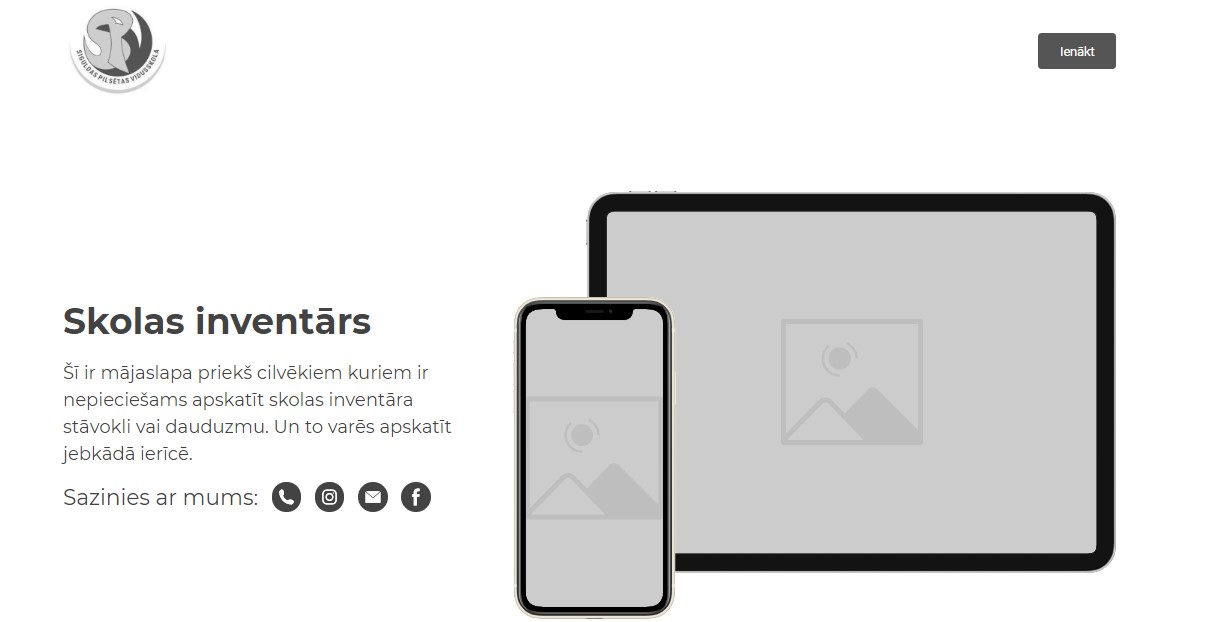 SIGULDAS PILSĒTAS VIDUSSKOLA
Ienākt
Skolas inventārs
Šī ir mājaslapa priekš cilvēkiem kuriem ir
nepieciešams apskatīt skolas inventāra
stāvokli vai dauduzmu. Un to varēs apskatīt
jebkādā ierīcē.
Sazinies ar mums: